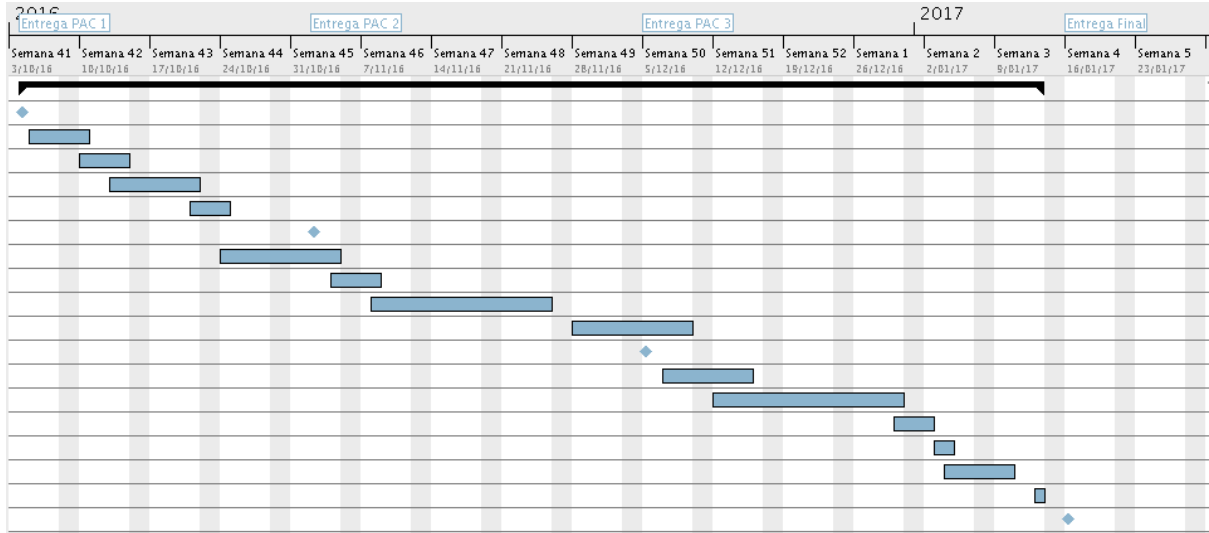 2016 2017
Entrega PAC 1 Entrega PAC 2 Entrega PAC 3 Entrega Final
Semana 41 Semana 42 Semana 43 Semana 44 Semana 45 Semana 46 Semana 47 Semana 48 Semana 49 Semana 50 Semana 51 Semana 52 Semana 1 Semana 2 Semana 3 Semana 4 Semana 5
3/10/16 10/10/16 17/10/16 24/10/16 31/10/16 7/11/16 14/11/16 21/11/16 28/11/16 5/12/16 12/12/16 19/12/16 26/12/16 2/01/17 9/01/17 16/01/17 23/01/17